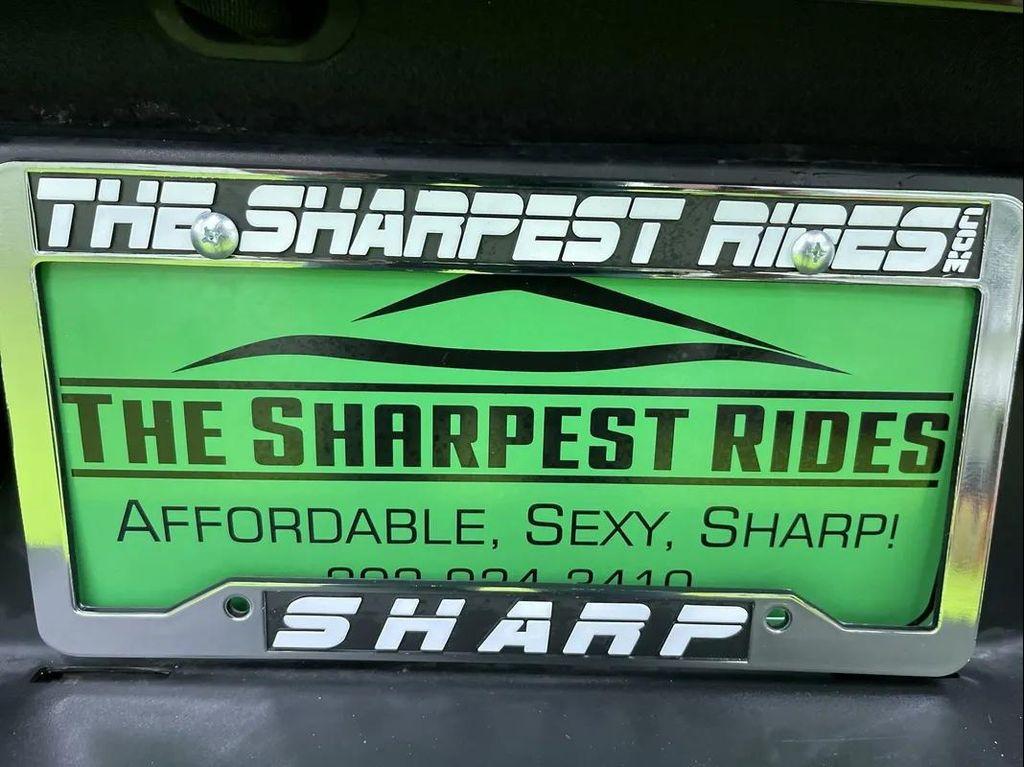 THE SHARPEST RIDES.COM
THE SHARPEST RIDES
AFFORDABLE, SEXY, SHARP!
SHARP